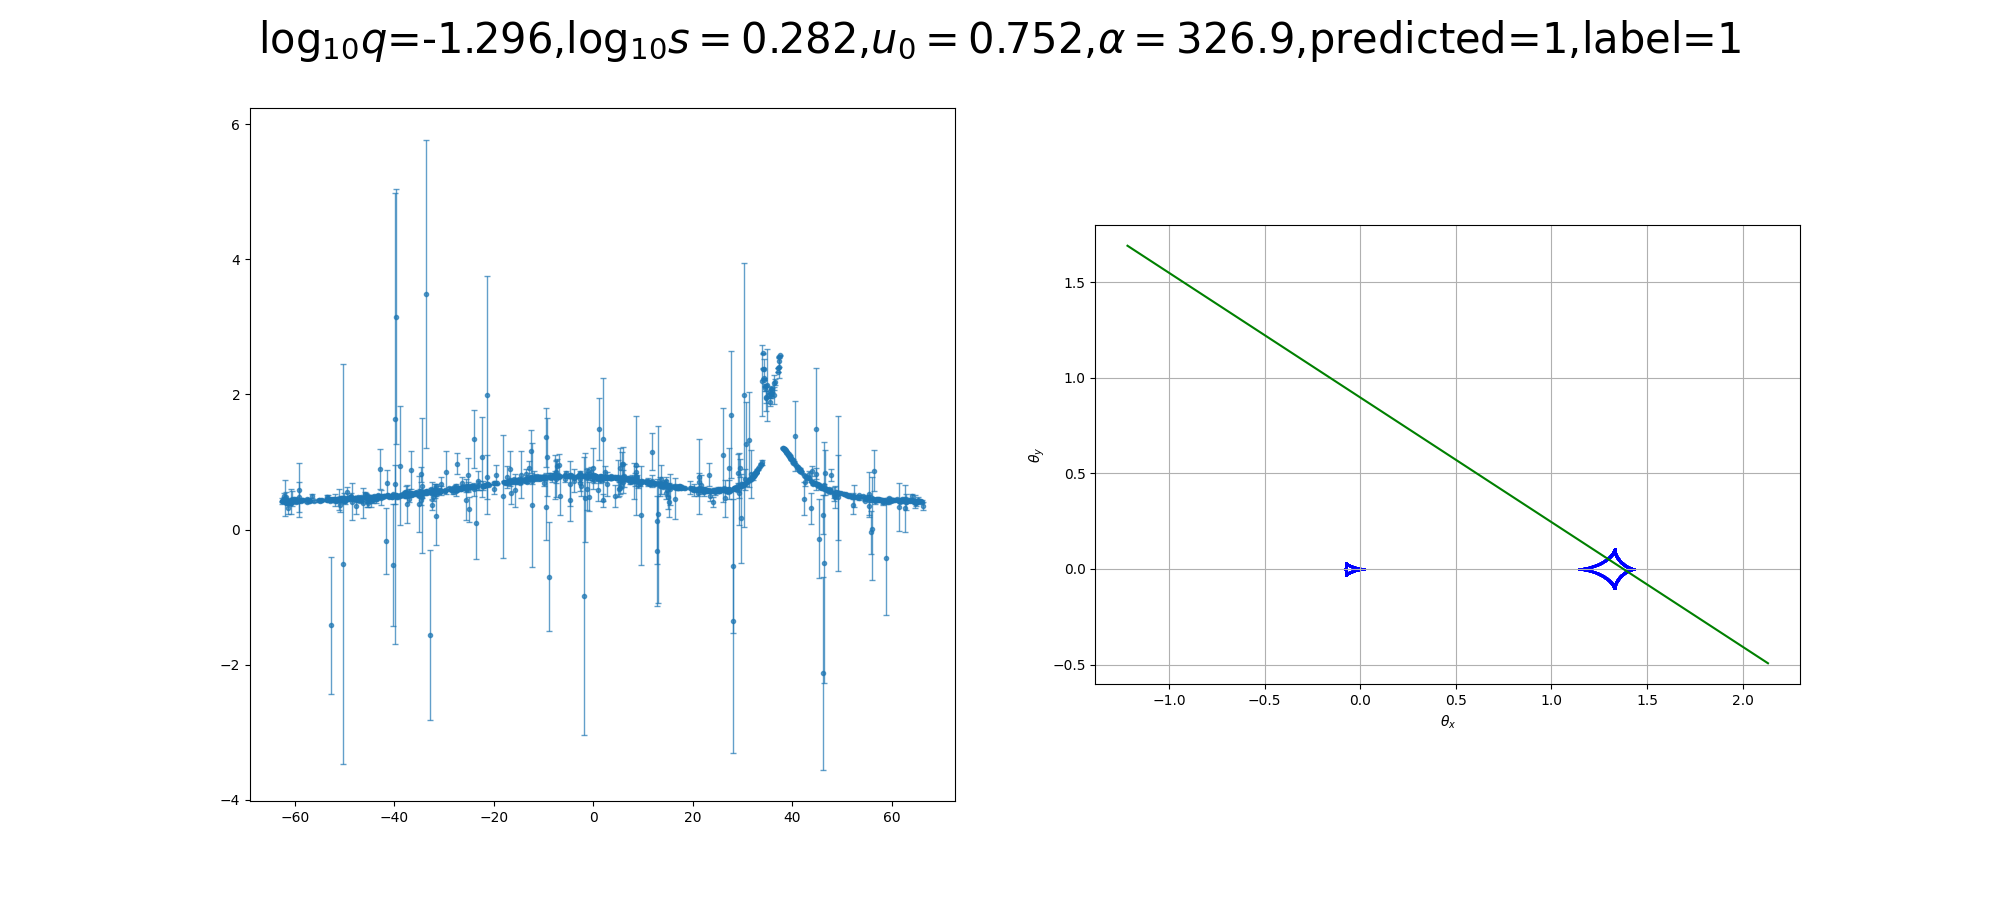 log₁₀q=-1.296,log₁₀s = 0.282,u₀ = 0.752,α = 326.9,predicted=1,label=1
6
4
2
0
−2
−4
−60 −40 −20 0 20 40 60
1.5
1.0
0.5
0.0
−0.5
θy
−1.0 −0.5 0.0 0.5 1.0 1.5 2.0
θx